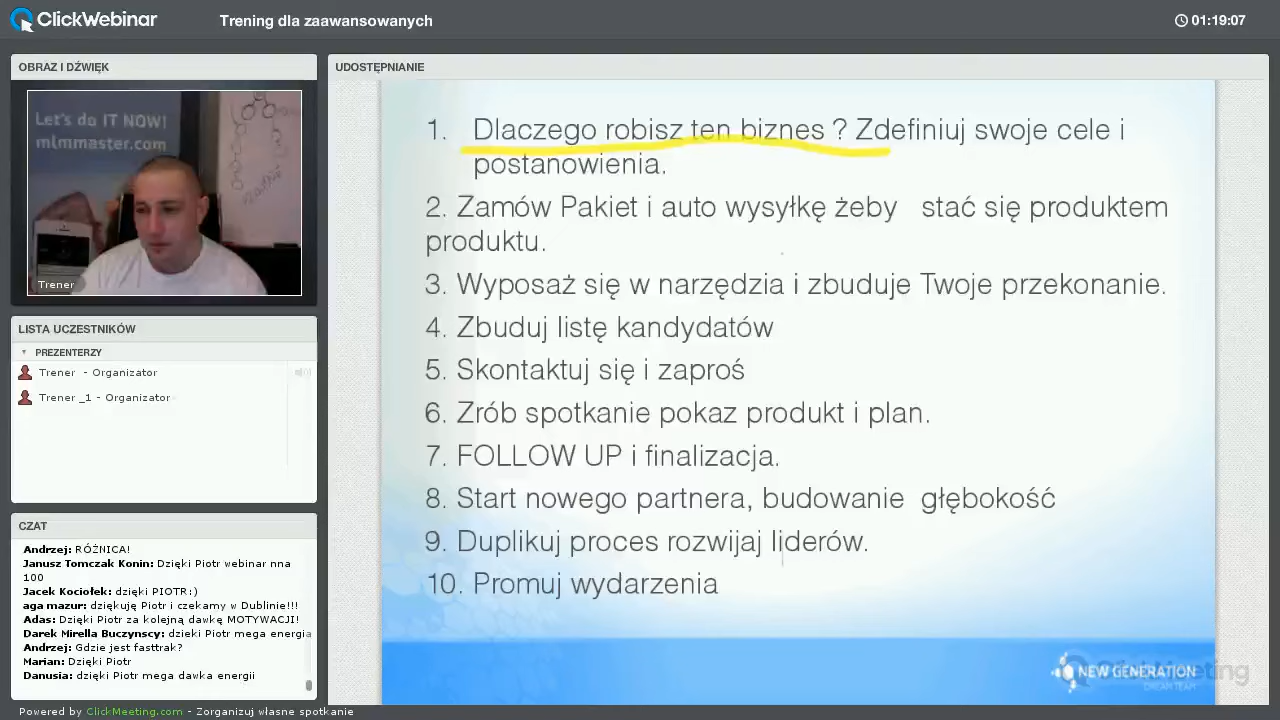 ClickWebinar
Trening dla zaawansowanych
01:19:07
OBRAZ I DŹWIĘK
Let's do IT NOW!
mlmmaster.com
Trener
LISTA UCZESTNIKÓW
PREZENTERZY
Trener - Organizator
Trener _1 - Organizator
CZAT
Andrzej: RÓŻNICA!
Janusz Tomczak Konin: Dzięki Piotr webinar nna
100
Jacek Kociołek: dzięki PIOTR:)
aga mazur: dziękuję Piotr i czekamy w Dublinie!!!
Adas: Dzięki Piotr za kolejną dawkę MOTYWACJI!
Darek Mirella Buczynscy: dzieki Piotr mega energia
Andrzej: Gdzie jest fasttrak?
Marian: Dzięki Piotr
Danusia: dzięki Piotr mega dawka energii
UDOSTĘPNIANIE
1. Dlaczego robisz ten biznes ? Zdefiniuj swoje cele i
postanowienia.
2. Zamów Pakiet i auto wysyłkę żeby stać się produktem
produktu.
3. Wyposaż się w narzędzia i zbuduje Twoje przekonanie.
4. Zbuduj listę kandydatów
5. Skontaktuj się i zaproś
6. Zrób spotkanie pokaz produkt i plan.
7. FOLLOW UP i finalizacja.
8. Start nowego partnera, budowanie głębokość
9. Duplikuj proces rozwijaj liderów.
10. Promuj wydarzenia
NEW GENERATION
DREAM TEAM
Powered by ClickMeeting.com - Zorganizuj własne spotkanie